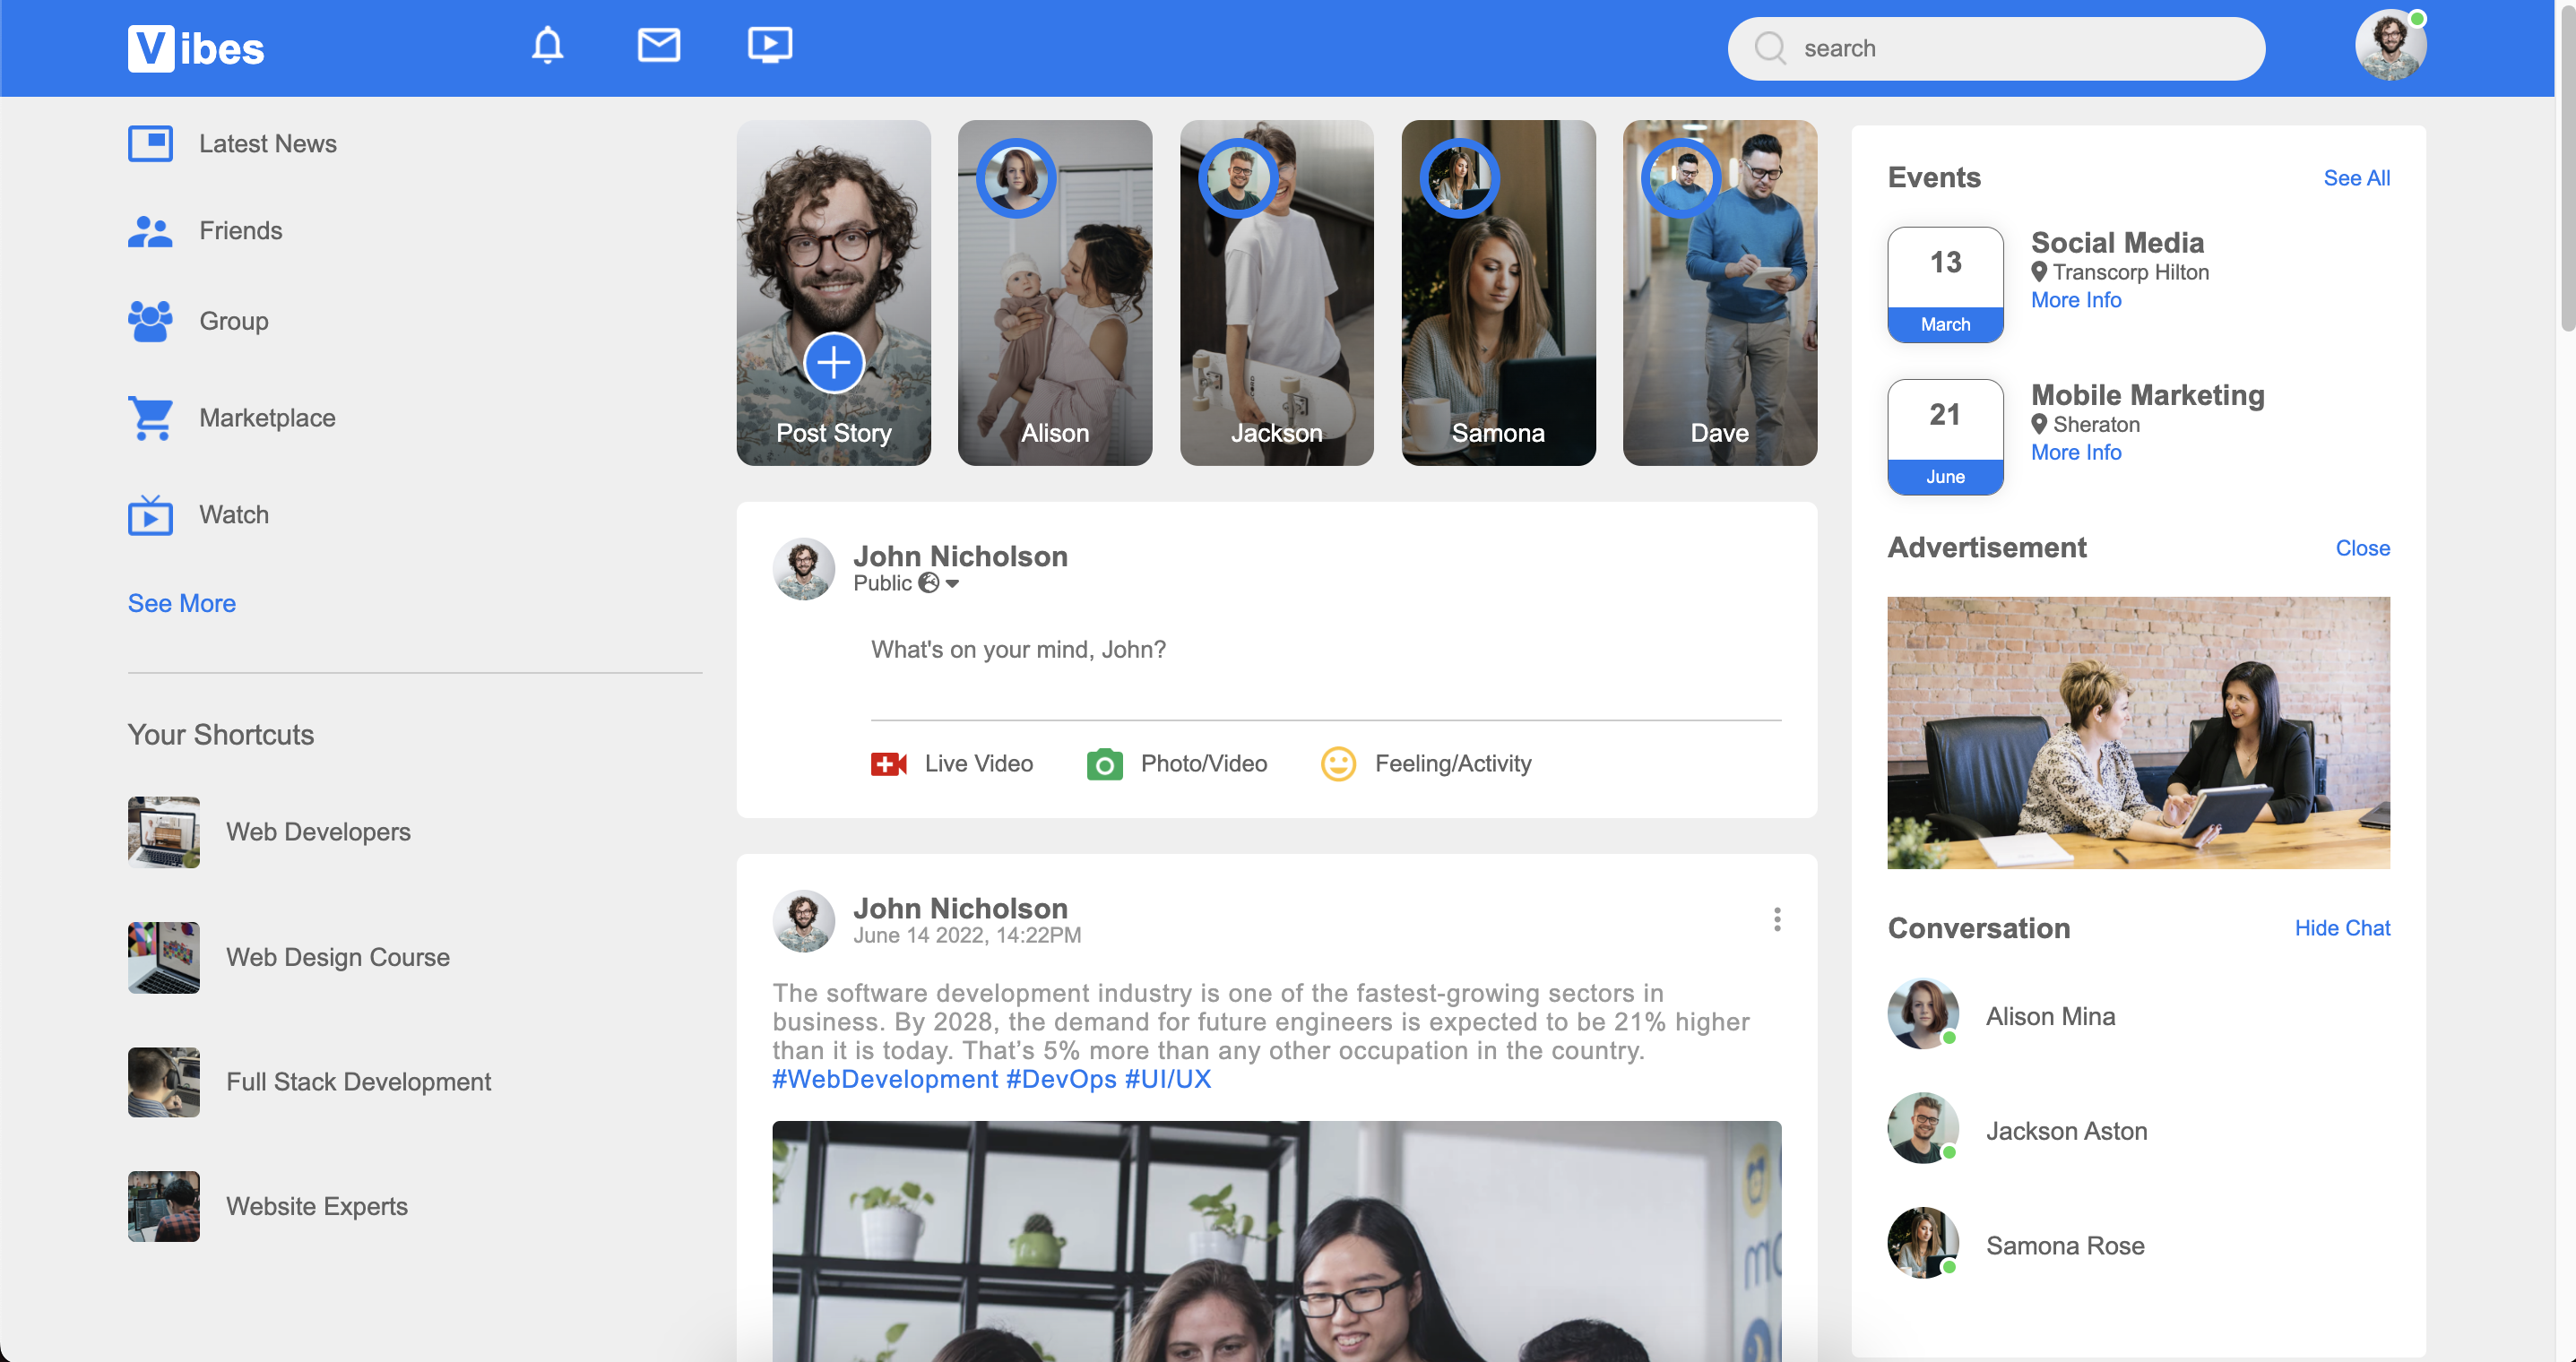 Vibes
search
Latest News
Friends
Group
Marketplace
Watch
See More
Your Shortcuts
Web Developers
Web Design Course
Full Stack Development
Website Experts
Post Story
Alison
Jackson
Samona
Dave
John Nicholson
Public
What's on your mind, John?
Live Video
Photo/Video
Feeling/Activity
John Nicholson
June 14 2022, 14:22PM
The software development industry is one of the fastest-growing sectors in
business. By 2028, the demand for future engineers is expected to be 21% higher
than it is today. That’s 5% more than any other occupation in the country.
#WebDevelopment #DevOps #UI/UX
Events
See All
13
March
Social Media
Transcorp Hilton
More Info
21
June
Mobile Marketing
Sheraton
More Info
Advertisement
Close
Conversation
Hide Chat
Alison Mina
Jackson Aston
Samona Rose